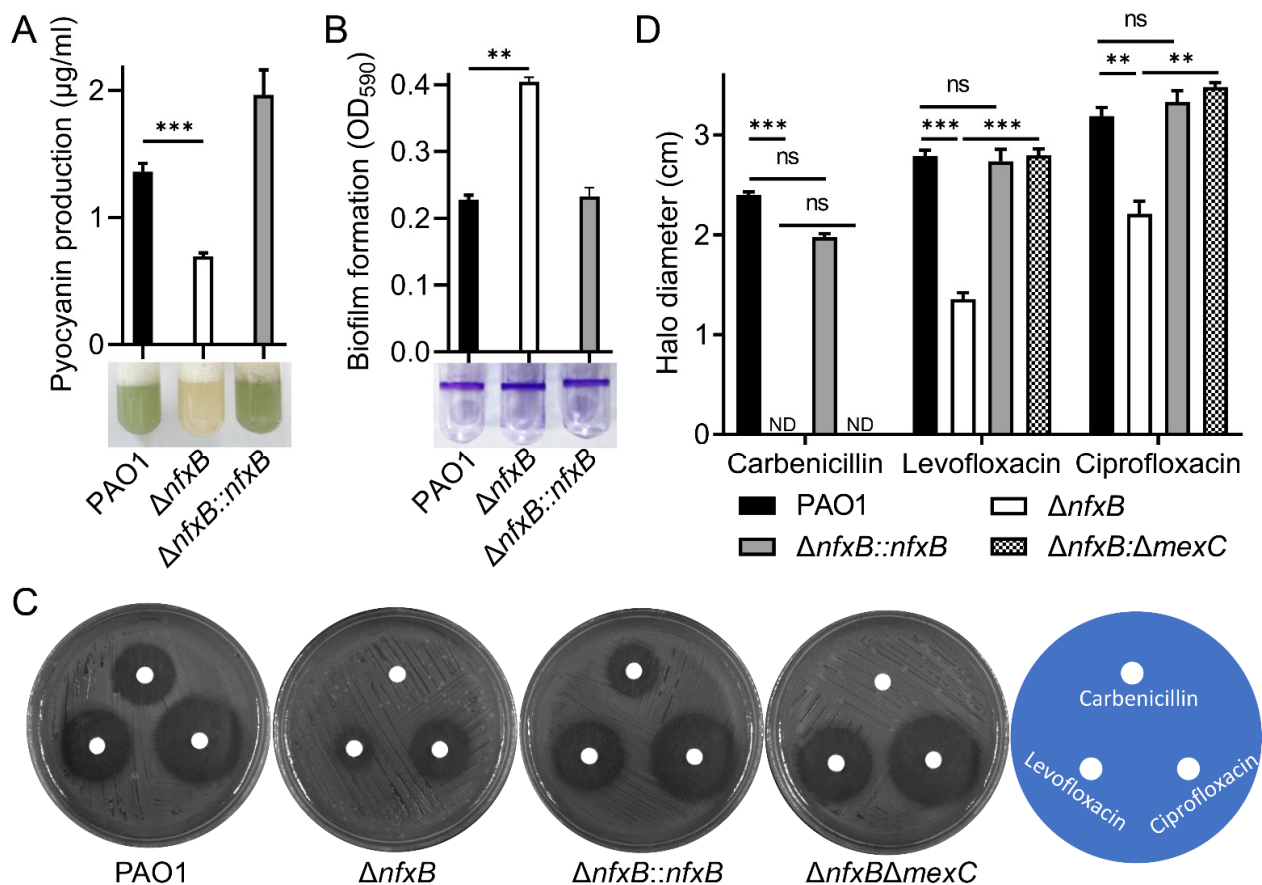 A
Pyocyanin production (µg/ml)
2
1
0
***
PAO1
ΔnfxB
ΔnfxB::nfxB
B
Biofilm formation (OD590)
0.4
0.3
0.2
0.1
0.0
**
PAO1
ΔnfxB
ΔnfxB::nfxB
D
Halo diameter (cm)
3
2
1
0
***
ns
ns
ND
ND
ns
***
***
ns
**
**
Carbenicillin
Levofloxacin
Ciprofloxacin
PAO1
ΔnfxB
ΔnfxB::nfxB
ΔnfxB:ΔmexC
C
PAO1
ΔnfxB
ΔnfxB::nfxB
ΔnfxBΔmexC
Carbenicillin
Levofloxacin
Ciprofloxacin